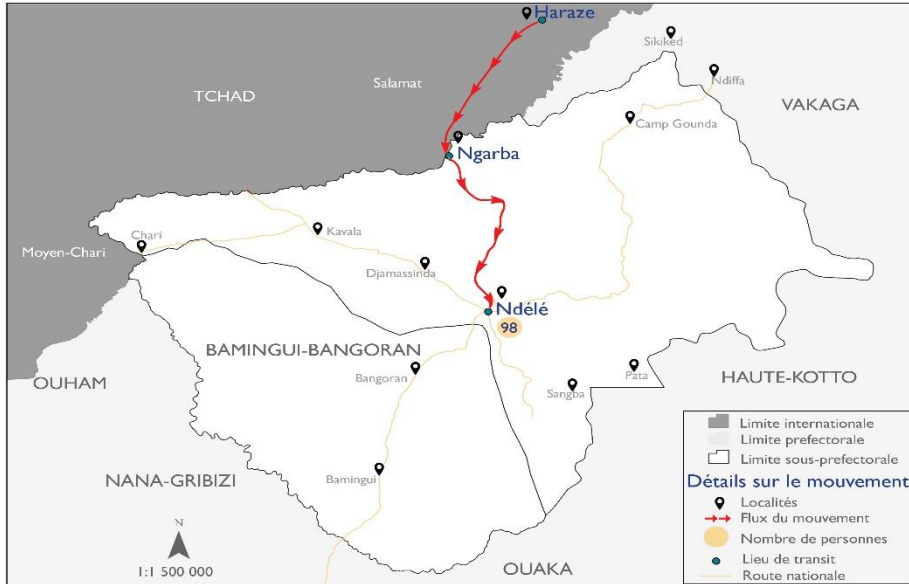 Haraze
Sikiked
Salamat
Ndiffa
TCHAD
VAKAGA
Camp Gounda
Ngarba
Chari
Kavala
Moyen-Chari
Djamassinda
Ndélé
98
BAMINGUI-BANGORAN
Bangoran
Pata
OUHAM
HAUTE-KOTTO
Sangba
NANA-GRIBIZI
Bamingui
OUAKA
N
1:1 500 000
Limite internationale
Limite prefectorale
Limite sous-prefectorale
Détails sur le mouvement
Localités
Flux du mouvement
Nombre de personnes
Lieu de transit
Route nationale